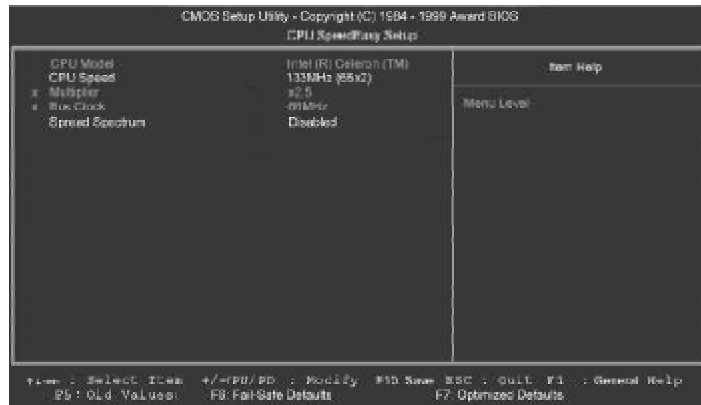 CMOS Setup Utility - Copyright (C) 1984 - 1999 Award BIOS
CPU SpeedEasy Setup
CPU Model Intel (R) Celeron (TM)
CPU Speed 133MHz (66x2)
x Multiplier x2.5
x Bus Clock 66MHz
Spread Spectrum Disabled
Item Help
Menu Level
: Select Item +/-/PU/PD : Modify F10 Save ESC : Quit F1 : General Help
F5: Old Values F6: Fail-Safe Defaults F7: Optimized Defaults